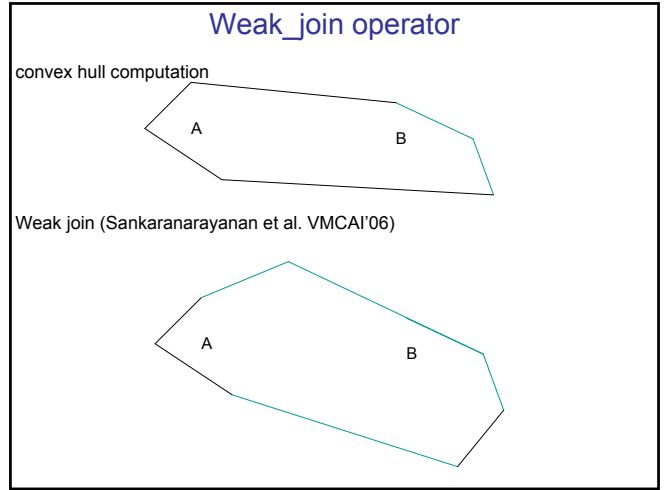 Weak_join operator
convex hull computation
A
B
Weak join (Sankaranarayanan et al. VMCAI'06)
A
B